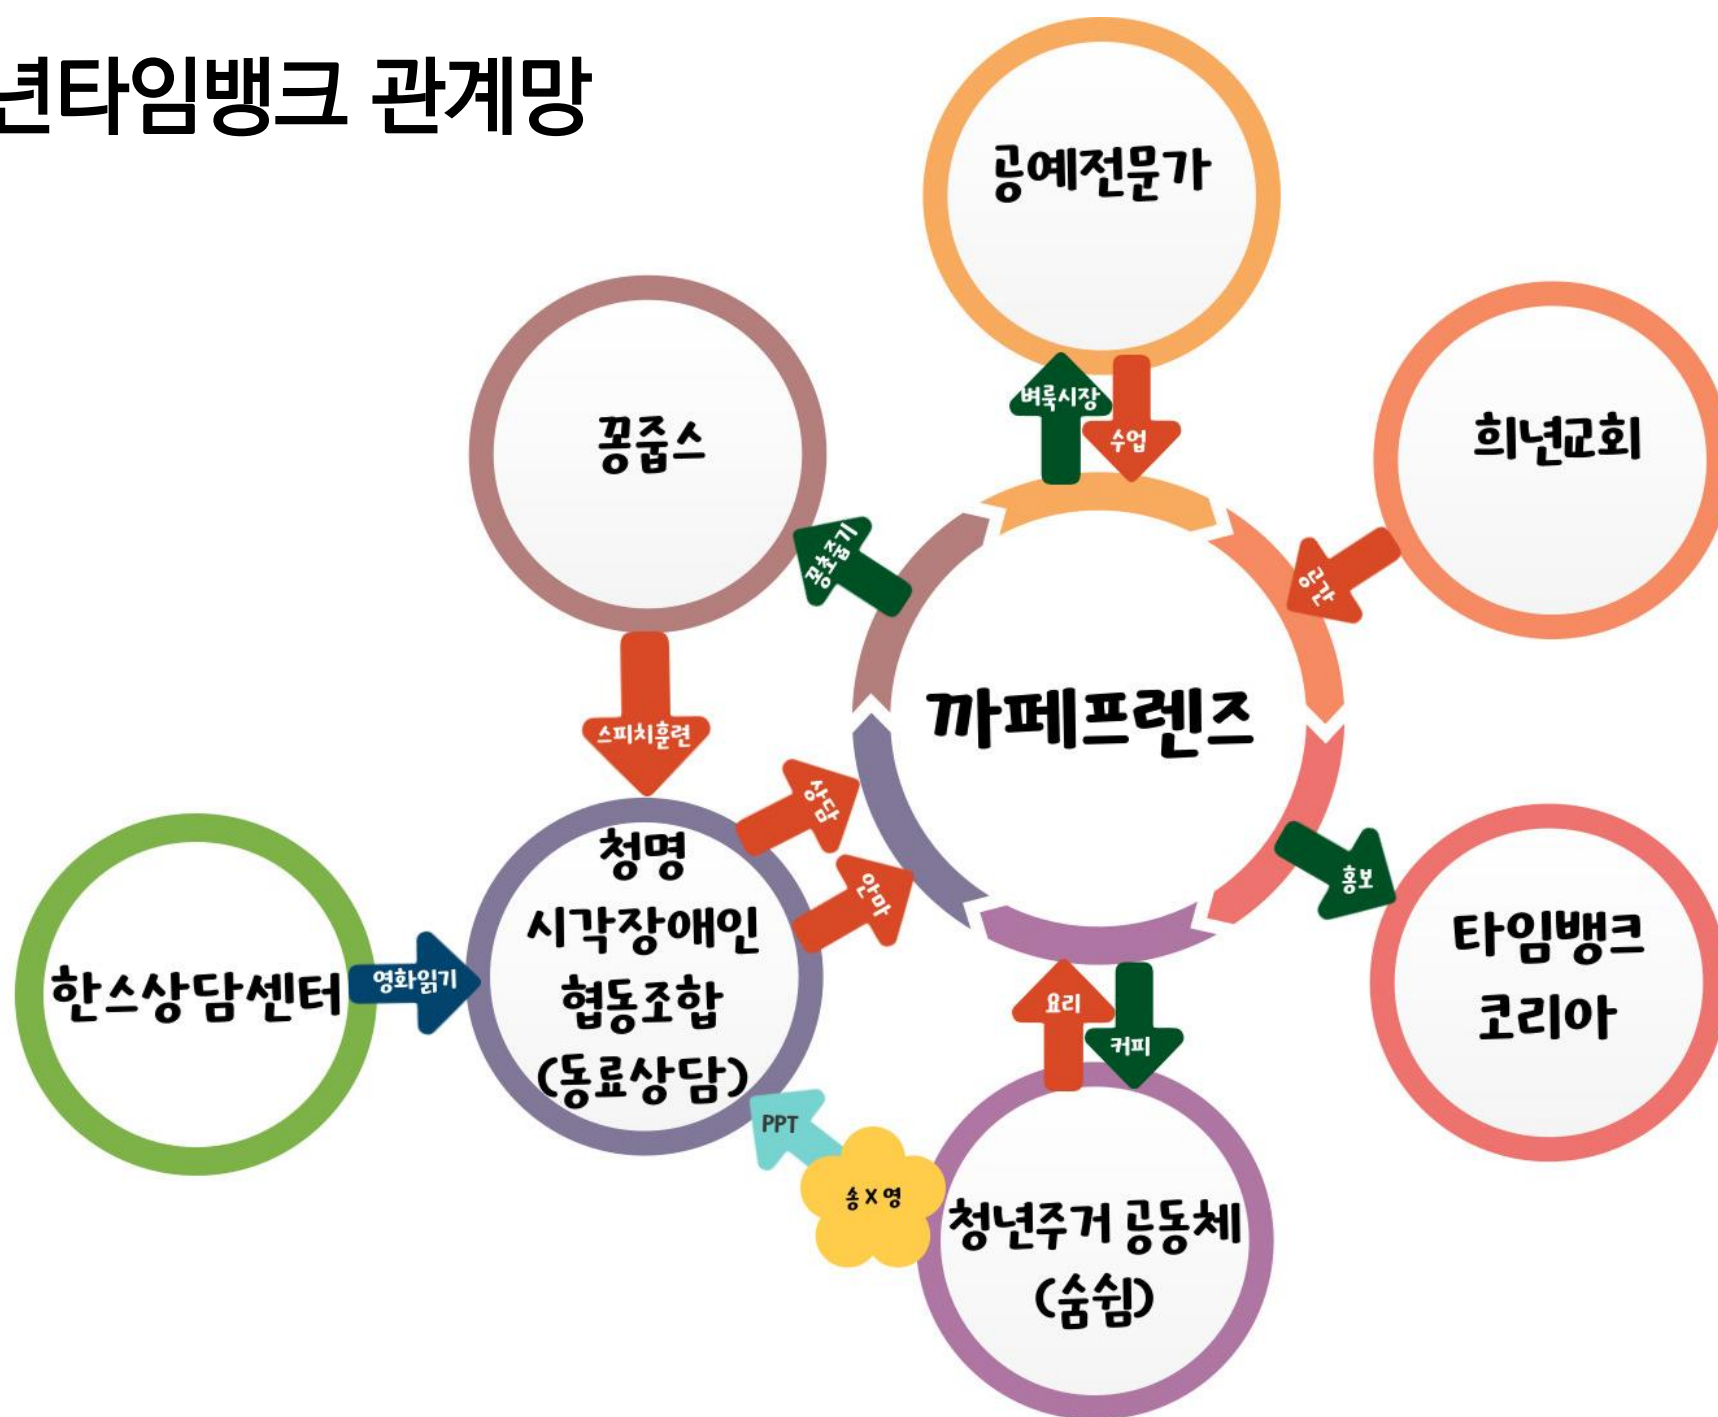 년타임뱅크 관계망
공예전문가
벼룩시장
수업
꽁줍스
희년교회
꽁초줍기
공간
까페프렌즈
스피치훈련
상담
안마
청명
시각장애인
협동조합
(동료상담)
한스상담센터
영화읽기
홍보
타임뱅크
코리아
요리
커피
PPT
송X영
청년주거 공동체
(숨쉼)